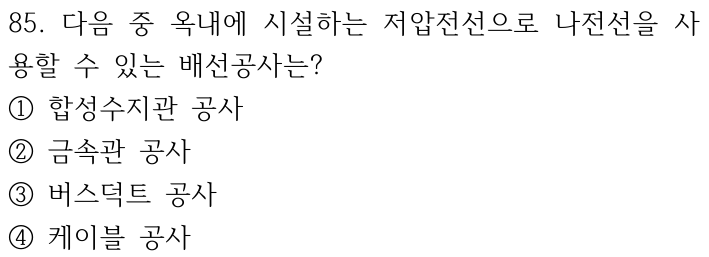 85. 다음 중 옥내에 시설하는 저압전선으로 나전선을 사
용할 수 있는 배선공사는?
① 합성수지관 공사
② 금속관 공사
③ 버스덕트 공사
④ 케이블 공사